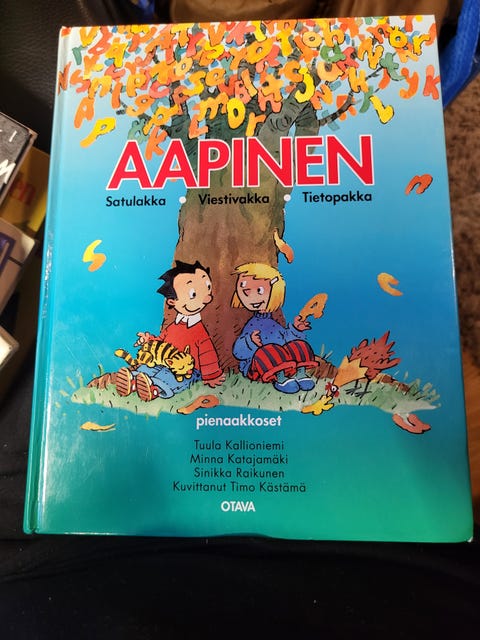 AAPINEN
Satulakka • Viestivakka • Tietopakka
A
pienaakkoset
Tuula Kallioniemi
Minna Katajamäki
Sinikka Raikunen
Kuvittanut Timo Kästämä
OTAVA